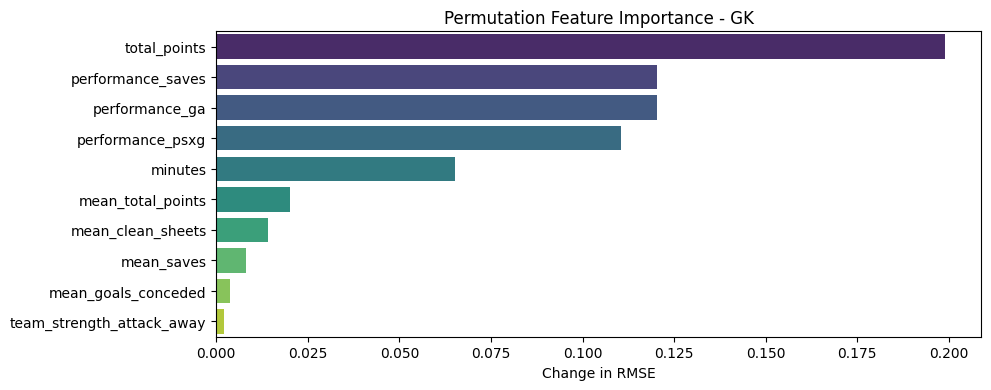 Permutation Feature Importance - GK
total_points
performance_saves
performance_ga
performance_psxg
minutes
mean_total_points
mean_clean_sheets
mean_saves
mean_goals_conceded
team_strength_attack_away
0.000 0.025 0.050 0.075 0.100 0.125 0.150 0.175 0.200
Change in RMSE